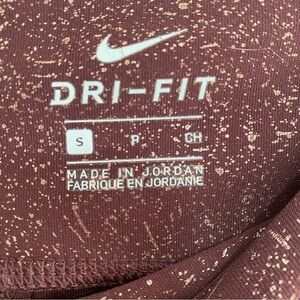 DRI-FIT
S P CH
MADE IN JORDAN
FABRIQUE EN JORDANIE